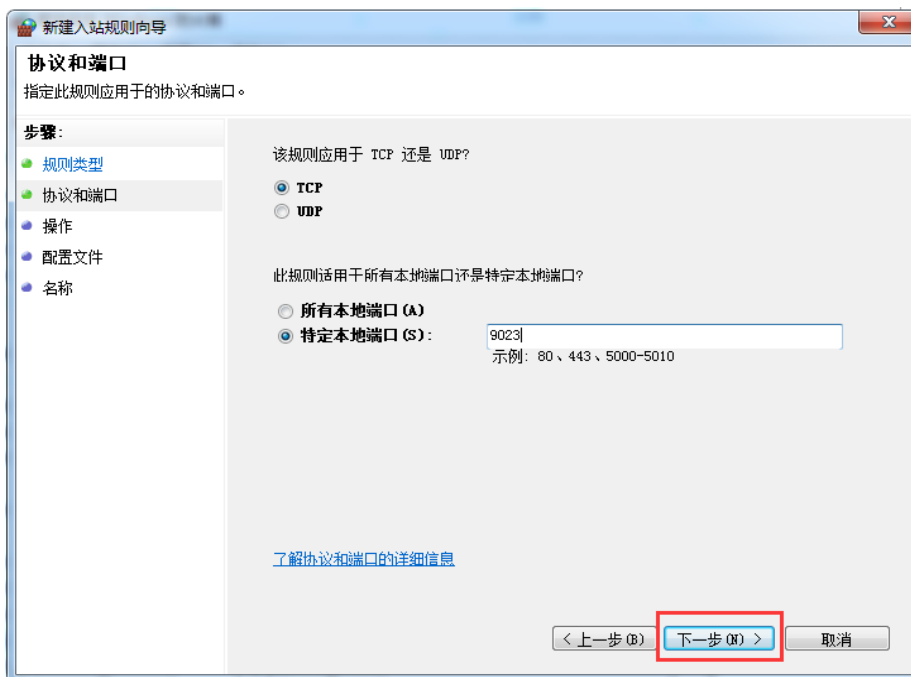 新建入站规则向导
协议和端口
指定此规则应用于的协议和端口。
步骤:
规则类型
协议和端口
操作
配置文件
名称
该规则应用于 TCP 还是 UDP?
TCP
UDP
此规则适用于所有本地端口还是特定本地端口?
所有本地端口(A)
特定本地端口(S): 9023
示例: 80、443、5000-5010
了解协议和端口的详细信息
< 上一步(B) 下一步(N) > 取消